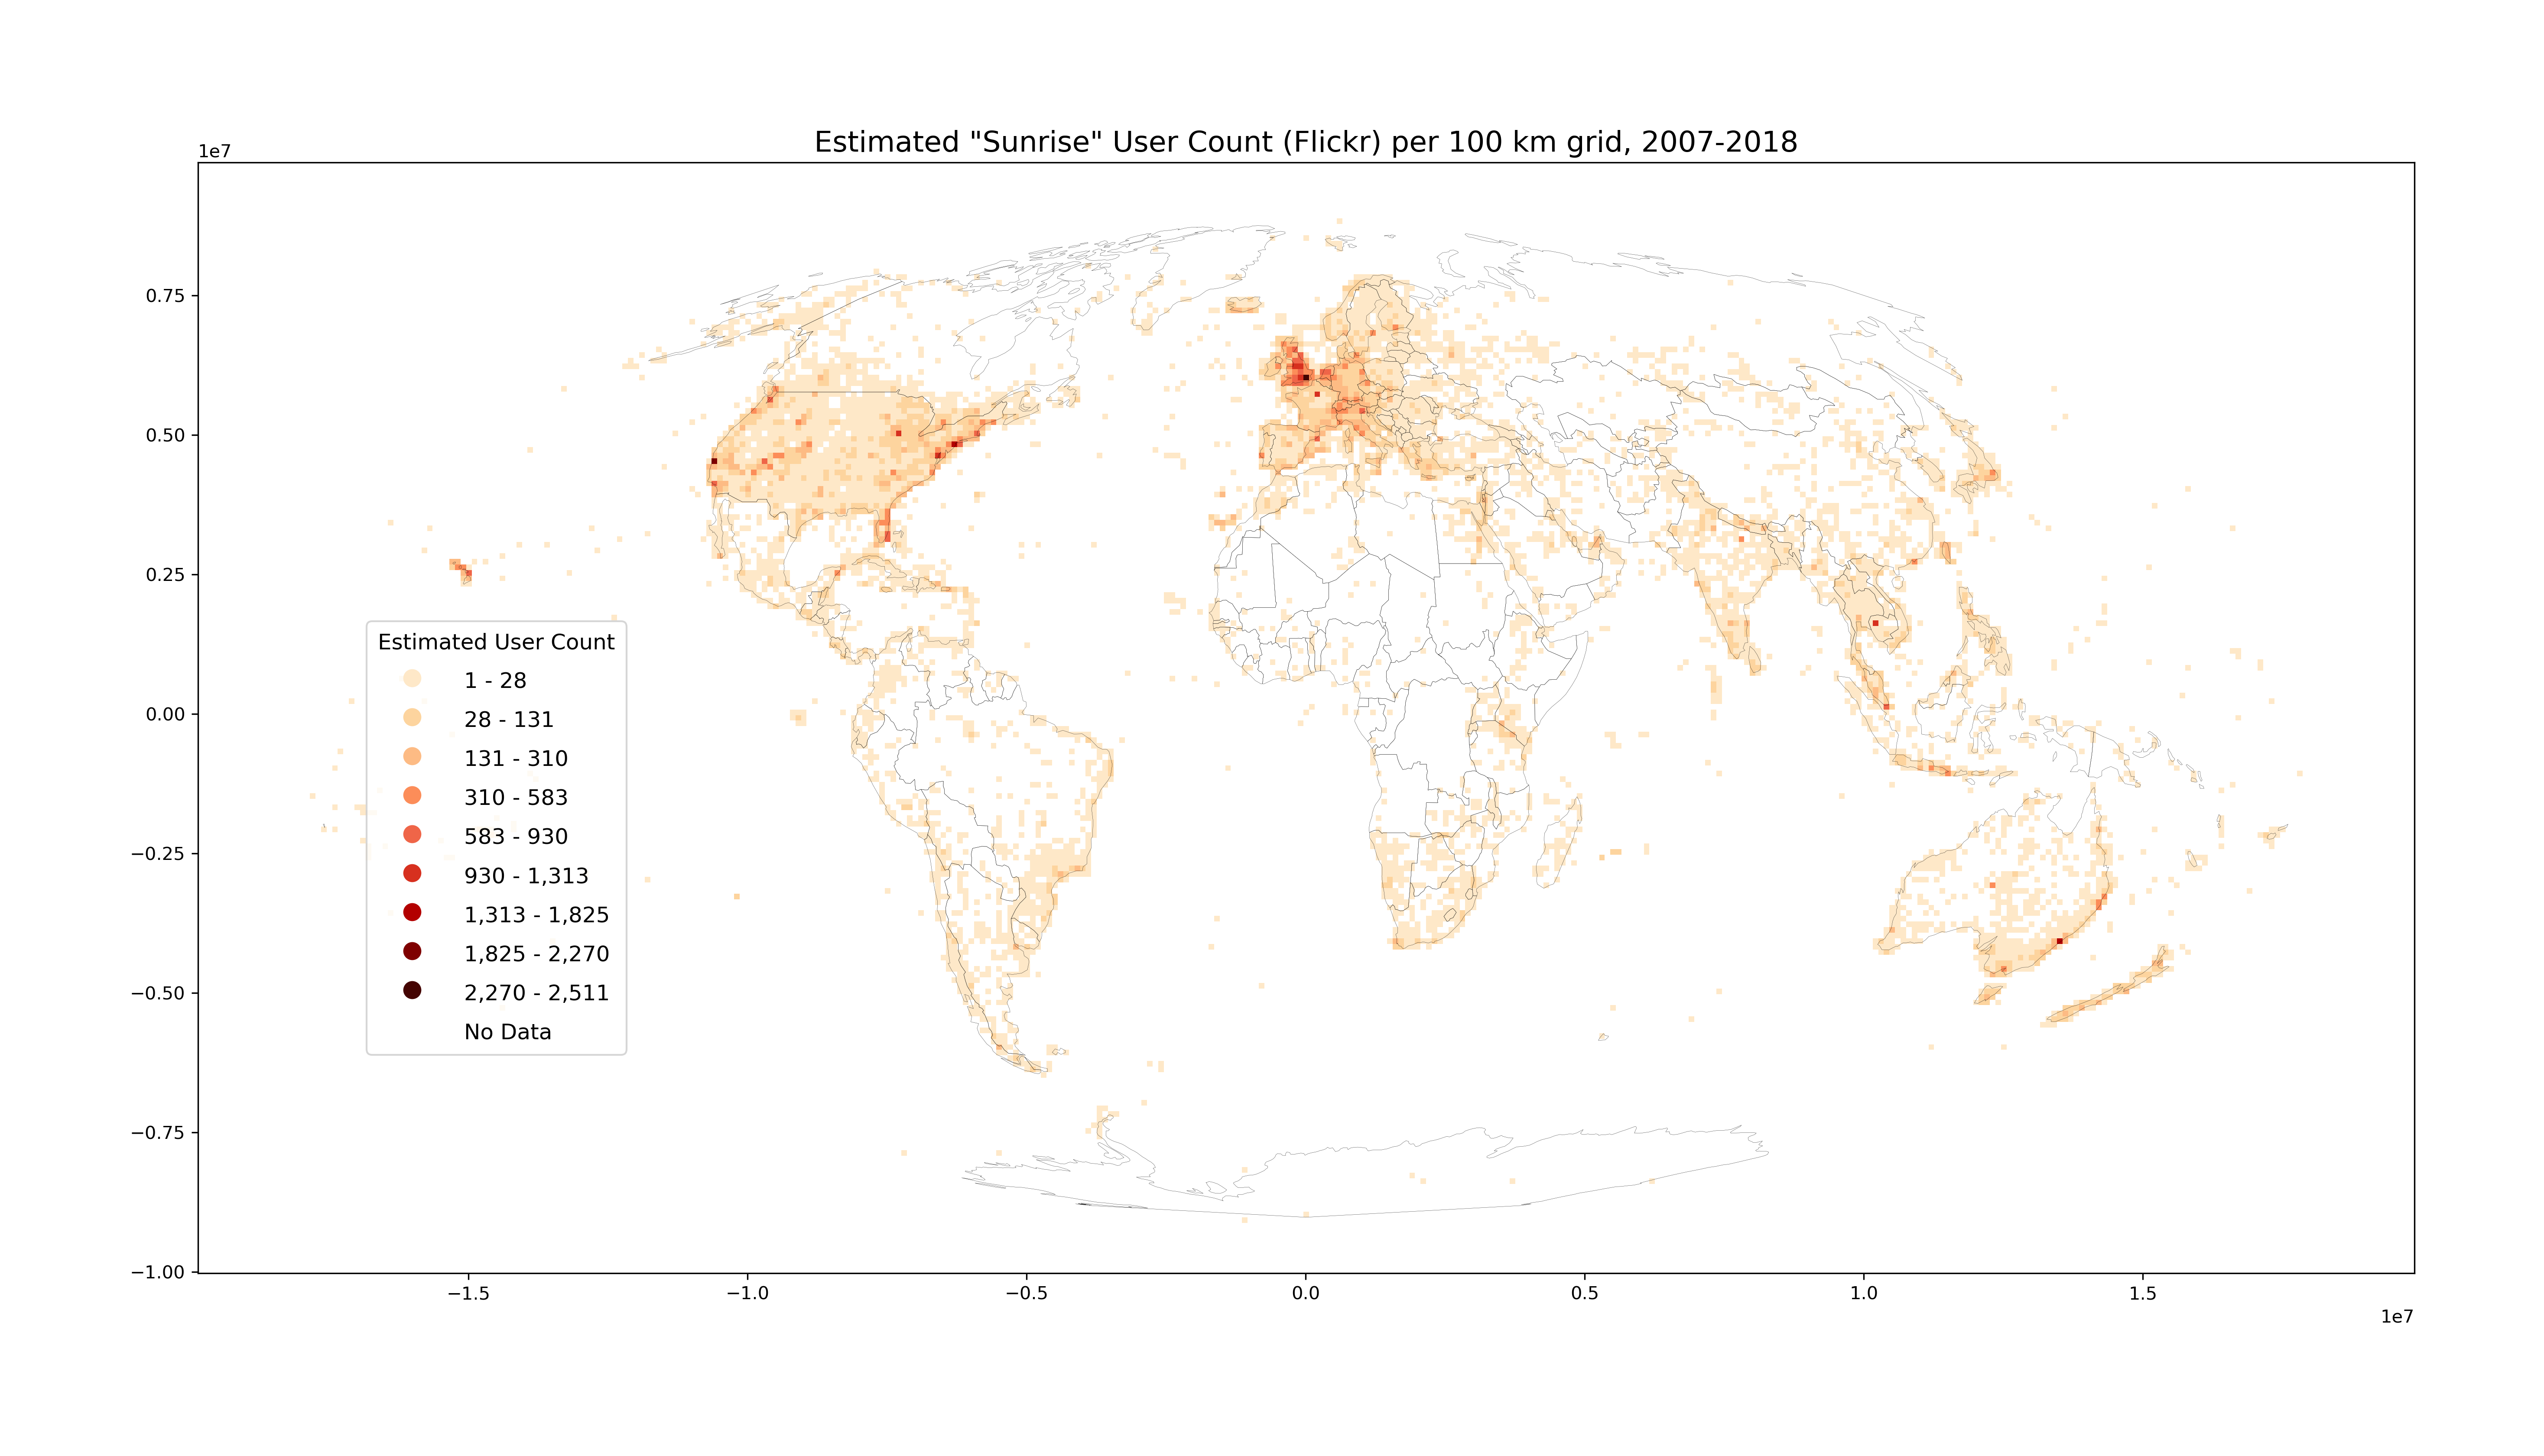 Estimated "Sunrise" User Count (Flickr) per 100 km grid, 2007-2018
1e7
0.75
0.50
0.25
0.00
−0.25
−0.50
−0.75
−1.00
Estimated User Count
1 - 28
28 - 131
131 - 310
310 - 583
583 - 930
930 - 1,313
1,313 - 1,825
1,825 - 2,270
2,270 - 2,511
No Data
−1.5 −1.0 −0.5 0.0 0.5 1.0 1.5
1e7